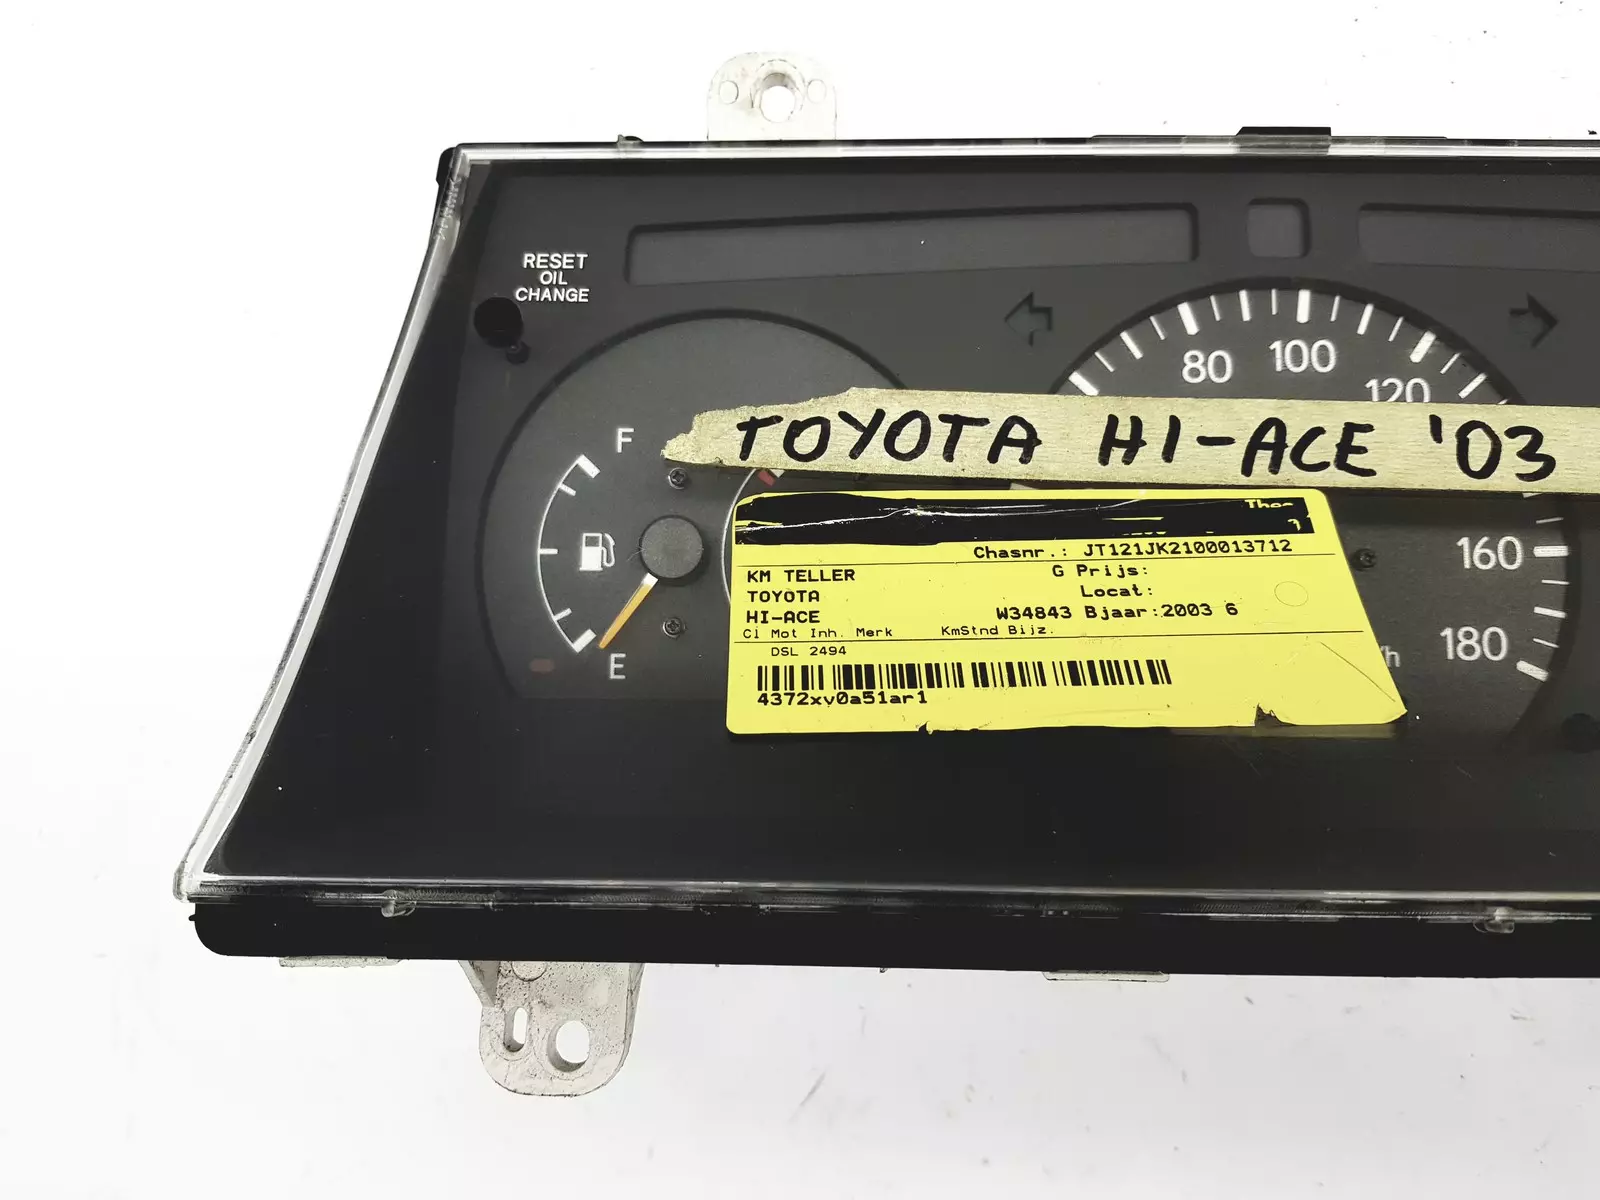 RESET
OIL
CHANGE
80 100 120
F
TOYOTA HI-ACE '03
Chasnr.: JT121JK2100013712
KM TELLER G Prijs:
TOYOTA Locat:
HI-ACE W34843 Bjaar:2003 6
Cl Mot Inh. Merk KmStnd Bijz.
DSL 2494
4372xv0a51ar1
160
180
E